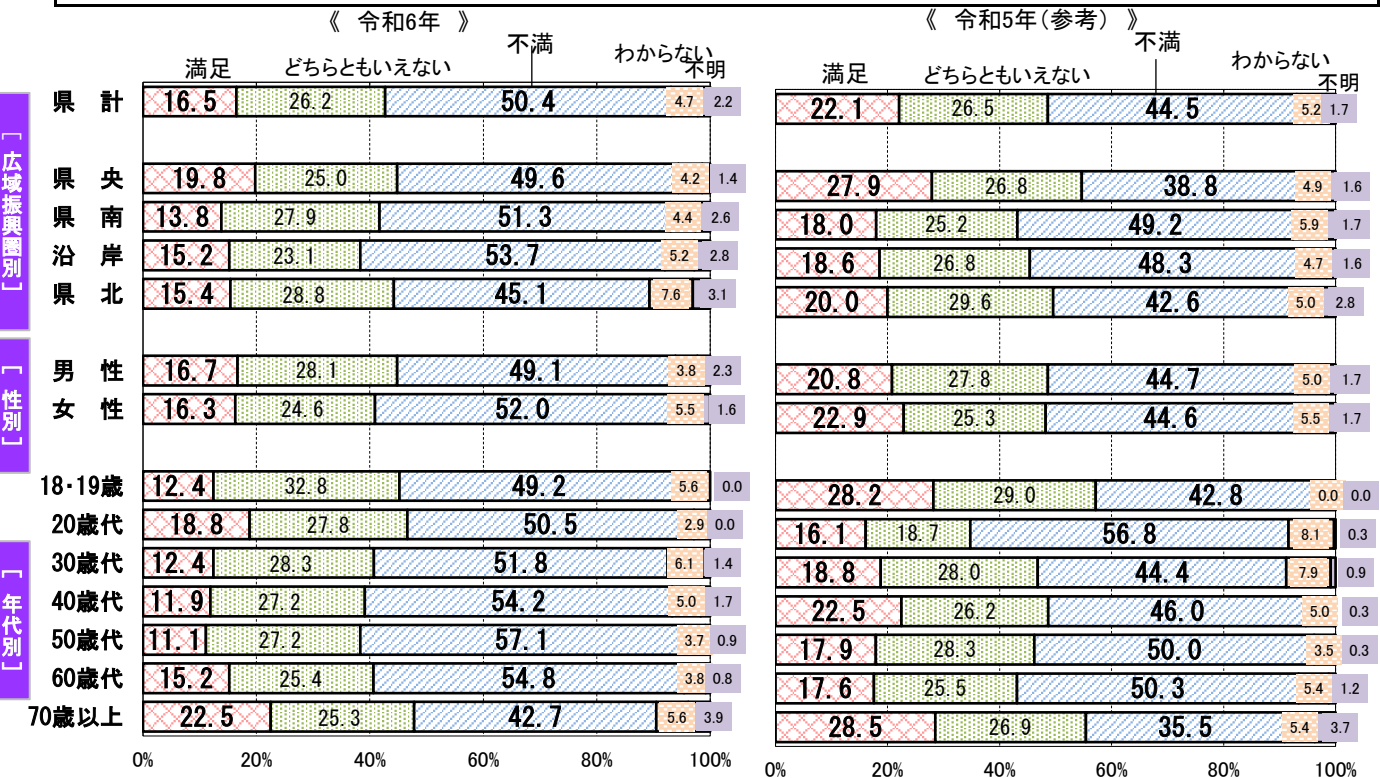 《 令和6年 》
満足 どちらともいえない 不満 わからない 不明
県 計 16.5 26.2 50.4 4.7 2.2
[ 広域振興圏別 ]
県 央 19.8 25.0 49.6 4.2 1.4
県 南 13.8 27.9 51.3 4.4 2.6
沿 岸 15.2 23.1 53.7 5.2 2.8
県 北 15.4 28.8 45.1 7.6 3.1
[ 性別 ]
男 性 16.7 28.1 49.1 3.8 2.3
女 性 16.3 24.6 52.0 5.5 1.6
[ 年代別 ]
18・19歳 12.4 32.8 49.2 5.6 0.0
20歳代 18.8 27.8 50.5 2.9 0.0
30歳代 12.4 28.3 51.8 6.1 1.4
40歳代 11.9 27.2 54.2 5.0 1.7
50歳代 11.1 27.2 57.1 3.7 0.9
60歳代 15.2 25.4 54.8 3.8 0.8
70歳以上 22.5 25.3 42.7 5.6 3.9
0% 20% 40% 60% 80% 100%
《 令和5年(参考) 》
満足 どちらともいえない 不満 わからない 不明
22.1 26.5 44.5 5.2 1.7
27.9 26.8 38.8 4.9 1.6
18.0 25.2 49.2 5.9 1.7
18.6 26.8 48.3 4.7 1.6
20.0 29.6 42.6 5.0 2.8
20.8 27.8 44.7 5.0 1.7
22.9 25.3 44.6 5.5 1.7
28.2 29.0 42.8 0.0 0.0
16.1 18.7 56.8 8.1 0.3
18.8 28.0 44.4 7.9 0.9
22.5 26.2 46.0 5.0 0.3
17.9 28.3 50.0 3.5 0.3
17.6 25.5 50.3 5.4 1.2
28.5 26.9 35.5 5.4 3.7
0% 20% 40% 60% 80% 100%